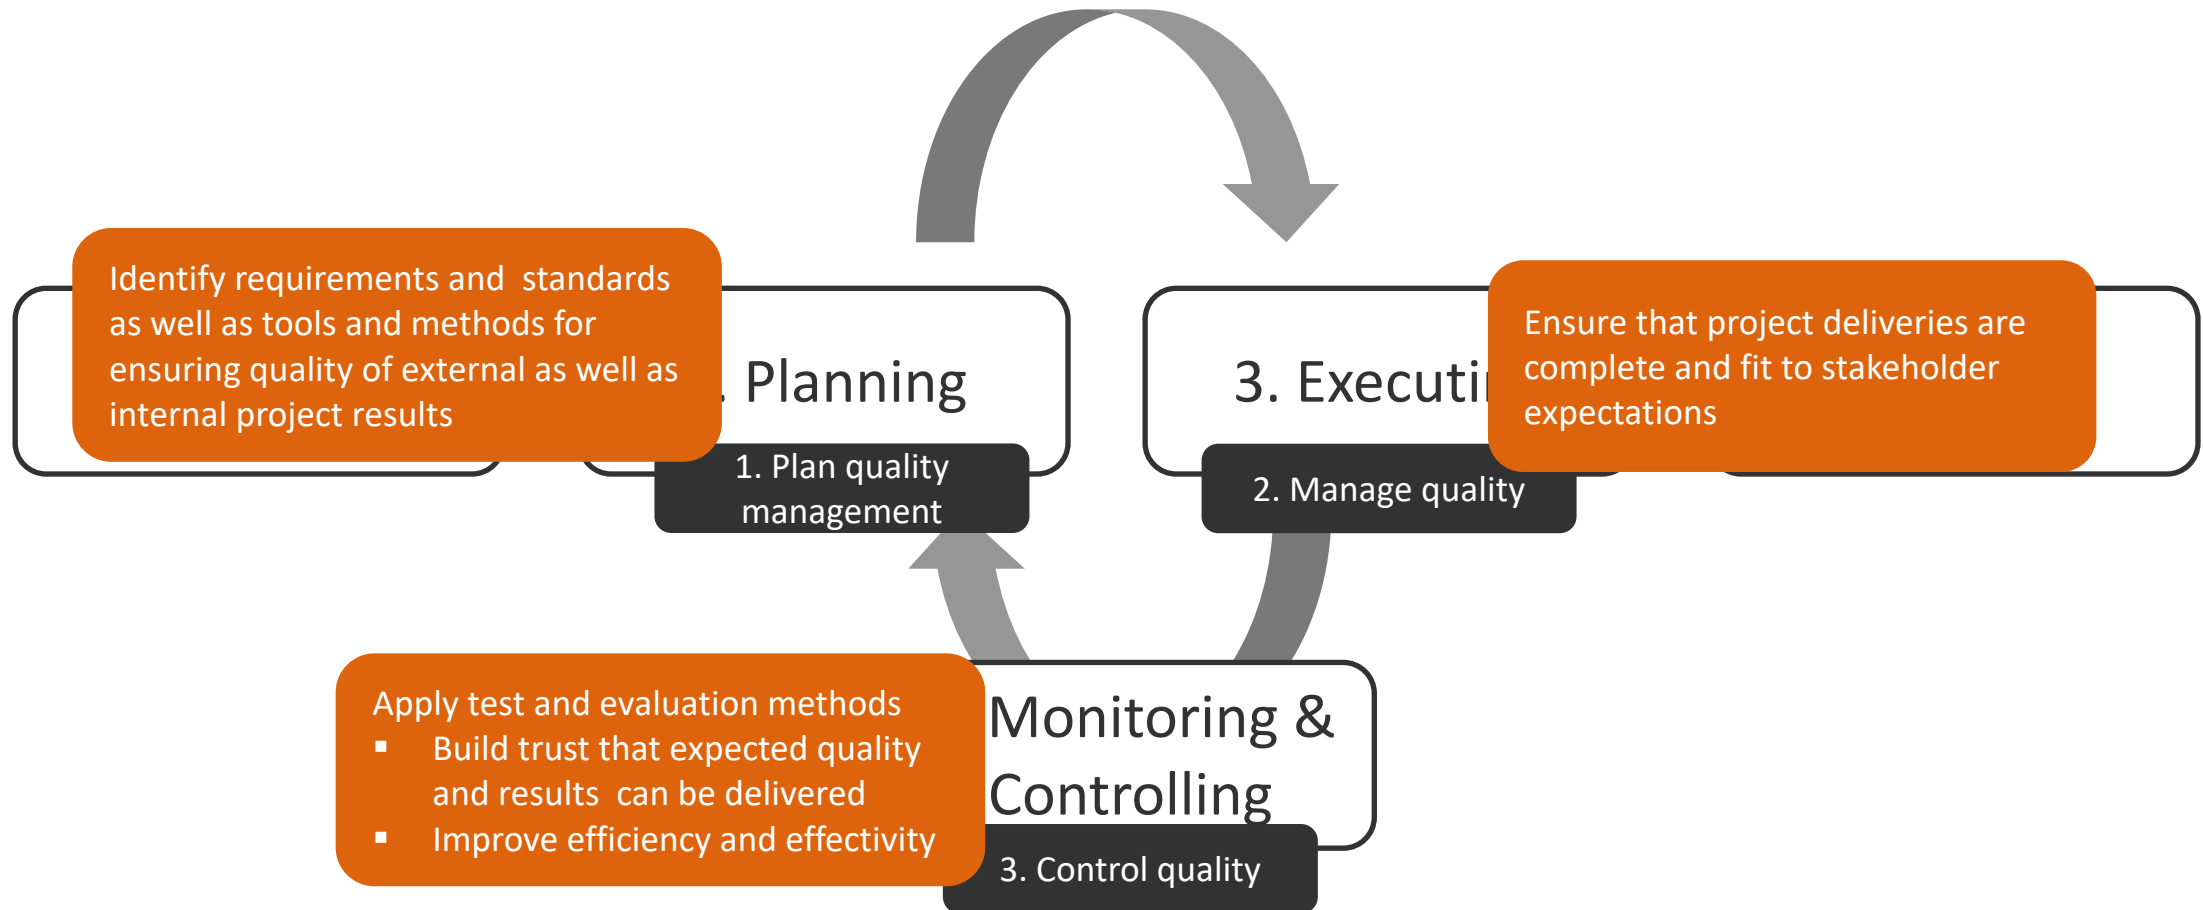 Identify requirements and  standards
as well as tools and methods for
ensuring quality of external as well as
internal project results
. Planning
1. Plan quality
management
3. Executi
2. Manage quality
Ensure that project deliveries are
complete and fit to stakeholder
expectations
Apply test and evaluation methods
▪ Build trust that expected quality
and results  can be delivered
▪ Improve efficiency and effectivity
Monitoring &
Controlling
3. Control quality